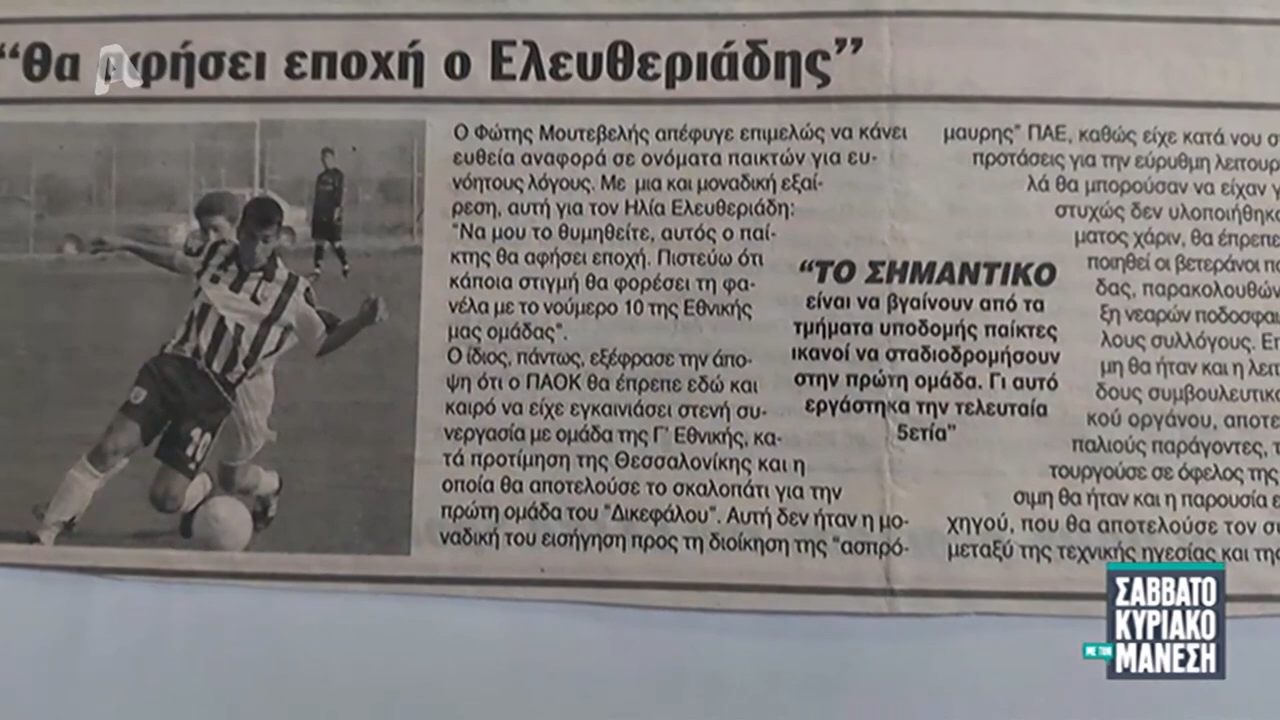 “Θα αφήσει εποχή ο Ελευθεριάδης”
Ο Φώτης Μουτεβελής απέφυγε επιμελώς να κάνει
ευθεία αναφορά σε ονόματα παικτών για ευ-
νόητους λόγους. Με μια και μοναδική εξαί-
ρεση, αυτή για τον Ηλία Ελευθεριάδη:
"Να μου το θυμηθείτε, αυτός ο παί-
κτης θα αφήσει εποχή. Πιστεύω ότι
κάποια στιγμή θα φορέσει τη φα-
νέλα με το νούμερο 10 της Εθνικής
μας ομάδας".
Ο ίδιος, πάντως, εξέφρασε την άπο-
ψη ότι ο ΠΑΟΚ θα έπρεπε εδώ και
καιρό να είχε εγκαινιάσει στενή συ-
νεργασία με ομάδα της Γ' Εθνικής, κα-
τά προτίμηση της Θεσσαλονίκης και η
οποία θα αποτελούσε το σκαλοπάτι για την
πρώτη ομάδα του "Δικεφάλου". Αυτή δεν ήταν η μο-
ναδική του εισήγηση προς τη διοίκηση της "ασπρό-
“ΤΟ ΣΗΜΑΝΤΙΚΟ
είναι να βγαίνουν από τα
τμήματα υποδομής παίκτες
ικανοί να σταδιοδρομήσουν
στην πρώτη ομάδα. Γι αυτό
εργάστηκα την τελευταία
5ετία"
μαυρης" ΠΑΕ, καθώς είχε κατά νου
προτάσεις για την εύρυθμη λειτουρ
λά θα μπορούσαν να είχαν
στυχώς δεν υλοποιήθηκα
ματος χάριν, θα έπρεπε
ποιηθεί οι βετεράνοι
δας, παρακολουθών
ξη νεαρών ποδοσφαι
λους συλλόγους.
μη θα ήταν και η λειτ
δους συμβουλευτικ
κού οργάνου, αποτε
παλιούς παράγοντες,
τουργούσε σε όφελος της
σιμη θα ήταν και η παρουσία
χηγού, που θα αποτελούσε τον
μεταξύ της τεχνικής ηγεσίας και της
10
ΣΑΒΒΑΤΟ
ΚΥΡΙΑΚΟ
ΜΕ ΤΟΝ ΜΑΝΕΣΗ